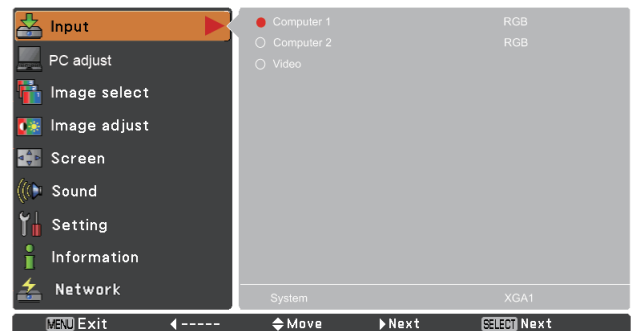 Input
PC adjust
Image select
Image adjust
Screen
Sound
Setting
Information
Network
Computer 1 RGB
Computer 2 RGB
Video
System XGA1
MENU Exit ----- Move Next SELECT Next